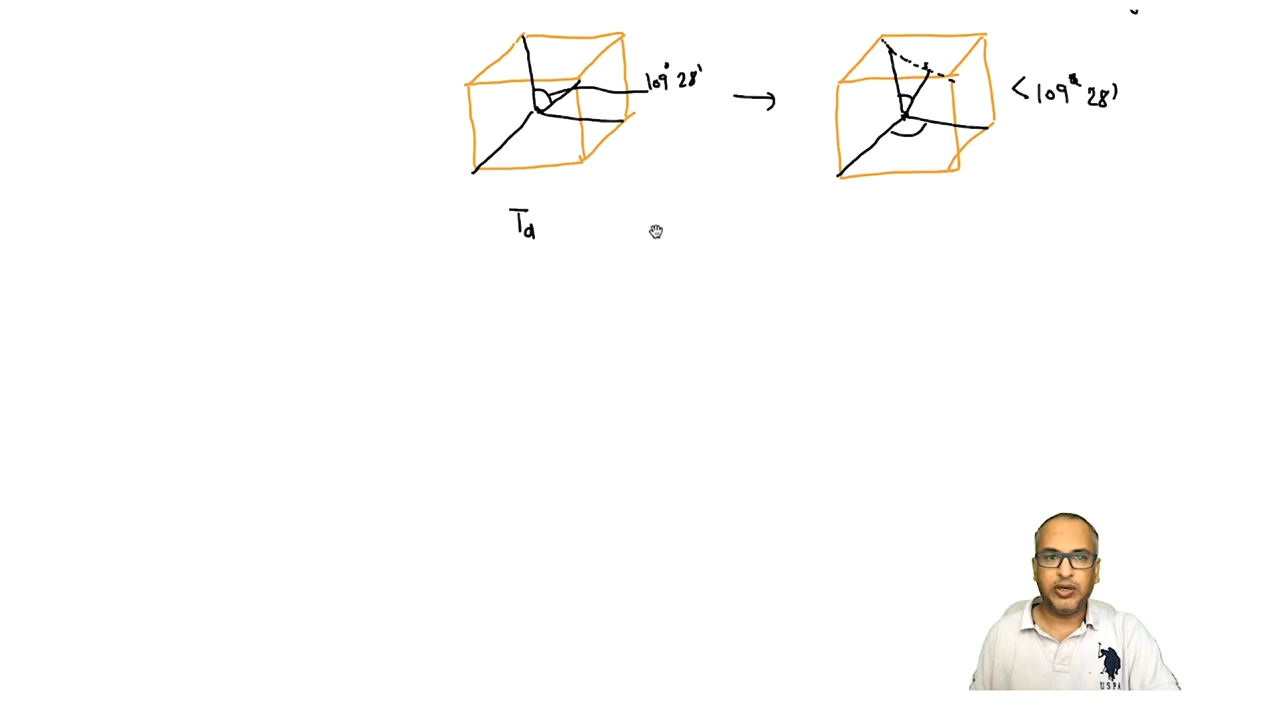 109° 28'
→
< 109° 28'
Td
U S P A